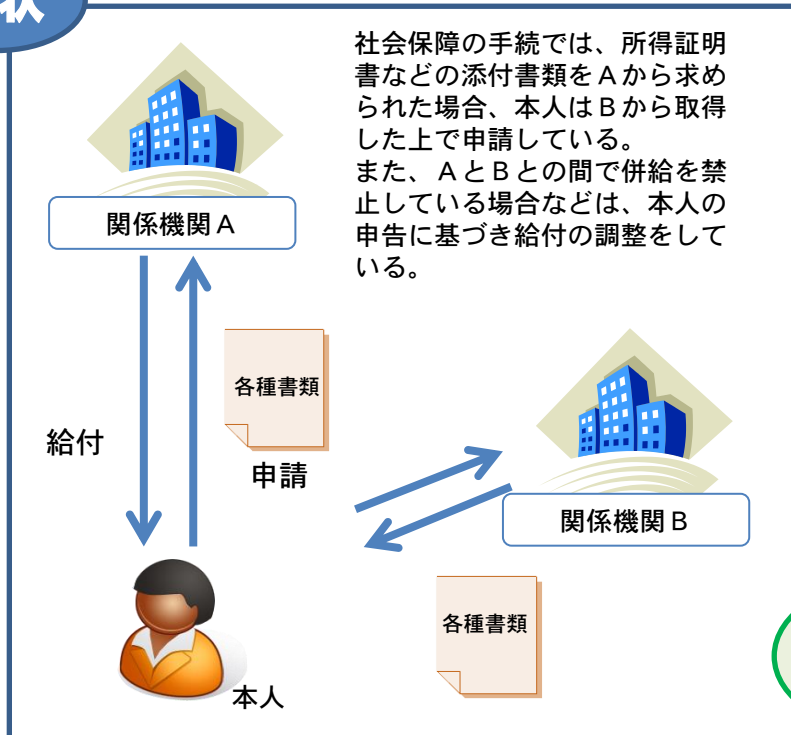 状
社会保障の手続では、所得証明
書などの添付書類をAから求め
られた場合、本人はBから取得
した上で申請している。
また、AとBとの間で併給を禁
止している場合などは、本人の
申告に基づき給付の調整をして
いる。
関係機関A
各種書類
給付
申請
関係機関B
各種書類
本人